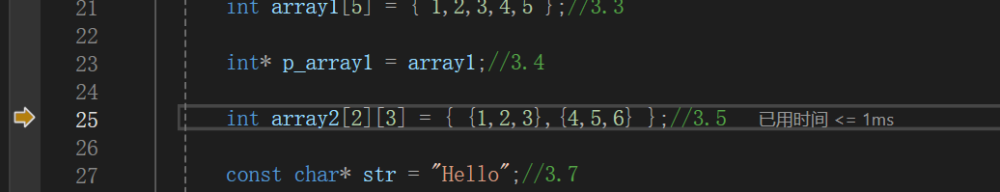 21 int array1[5] = { 1,2,3,4,5 };//3.3
22
23 int* p_array1 = array1;//3.4
24
25 int array2[2][3] = { {1,2,3},{4,5,6} };//3.5 已用时间 <= 1ms
26
27 const char* str = "Hello";//3.7